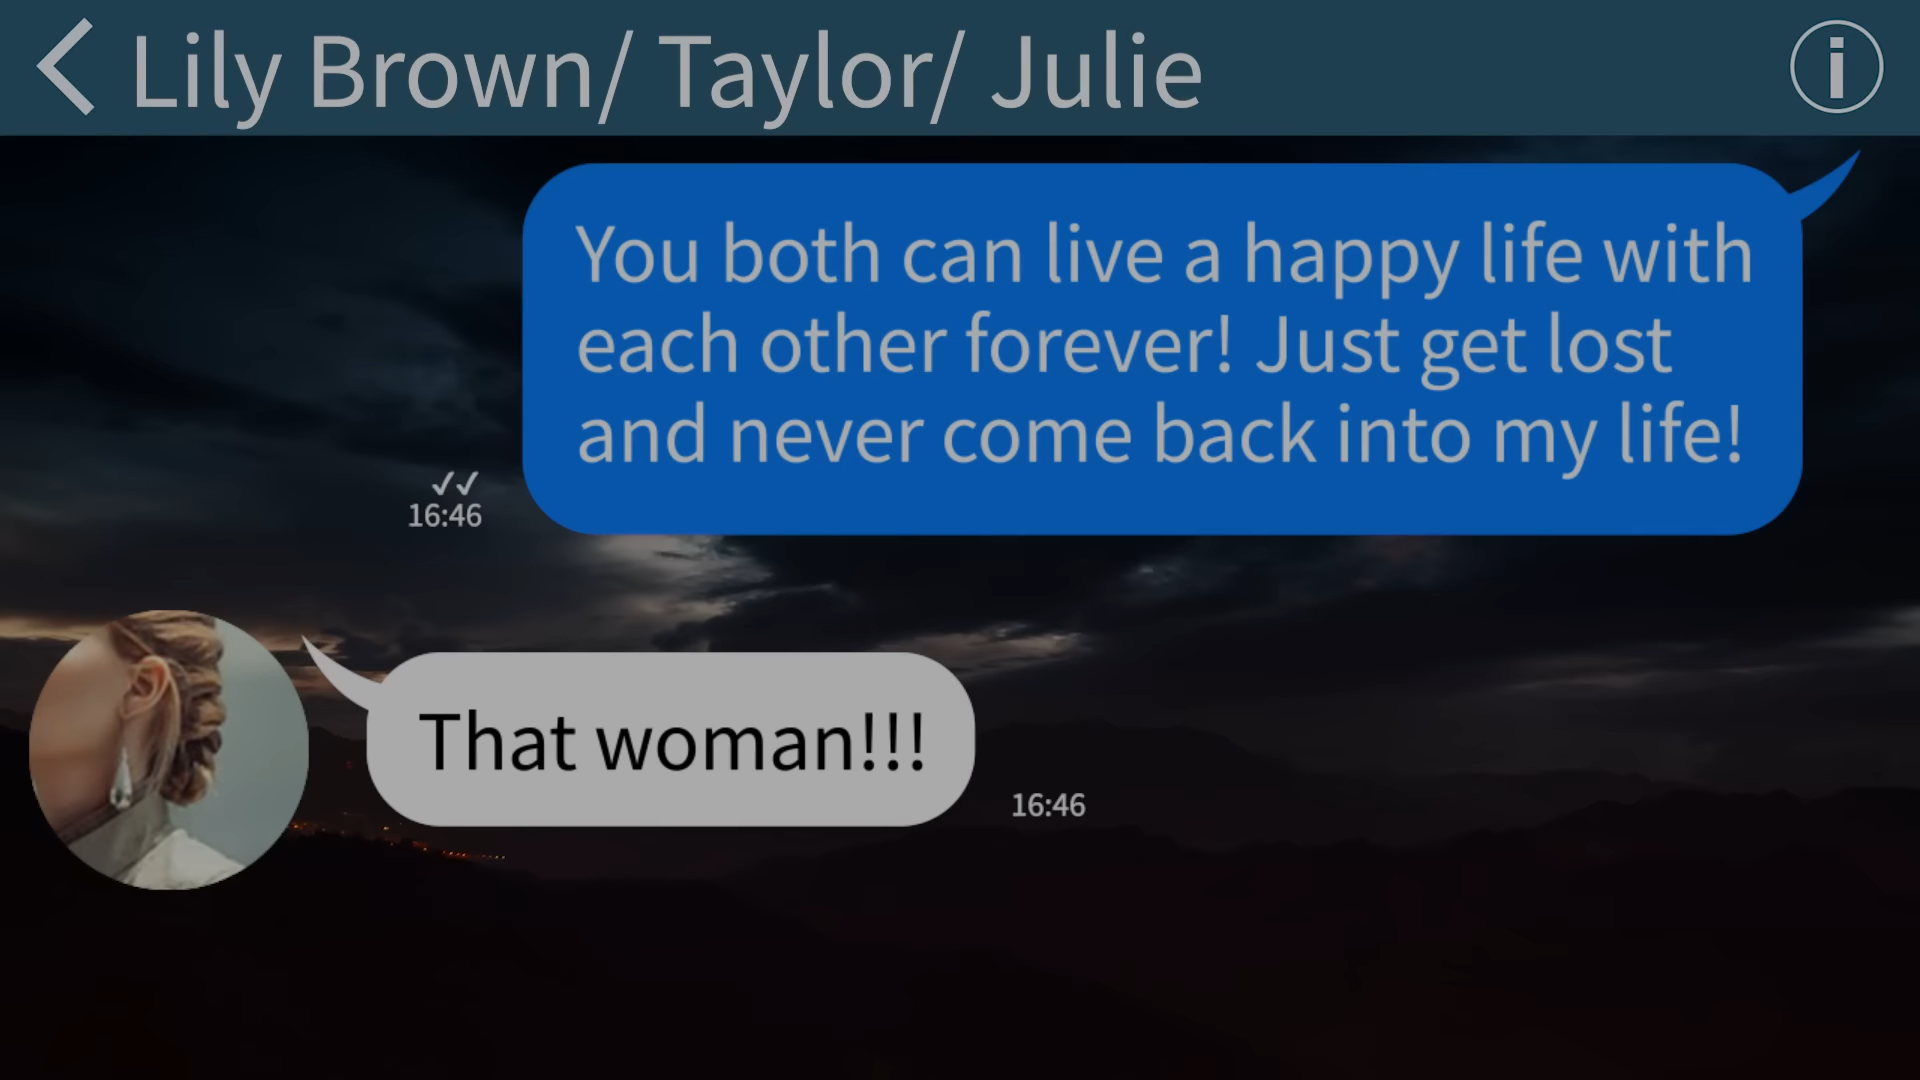 Lily Brown/ Taylor/ Julie
You both can live a happy life with
each other forever! Just get lost
and never come back into my life!
16:46
That woman!!!
16:46